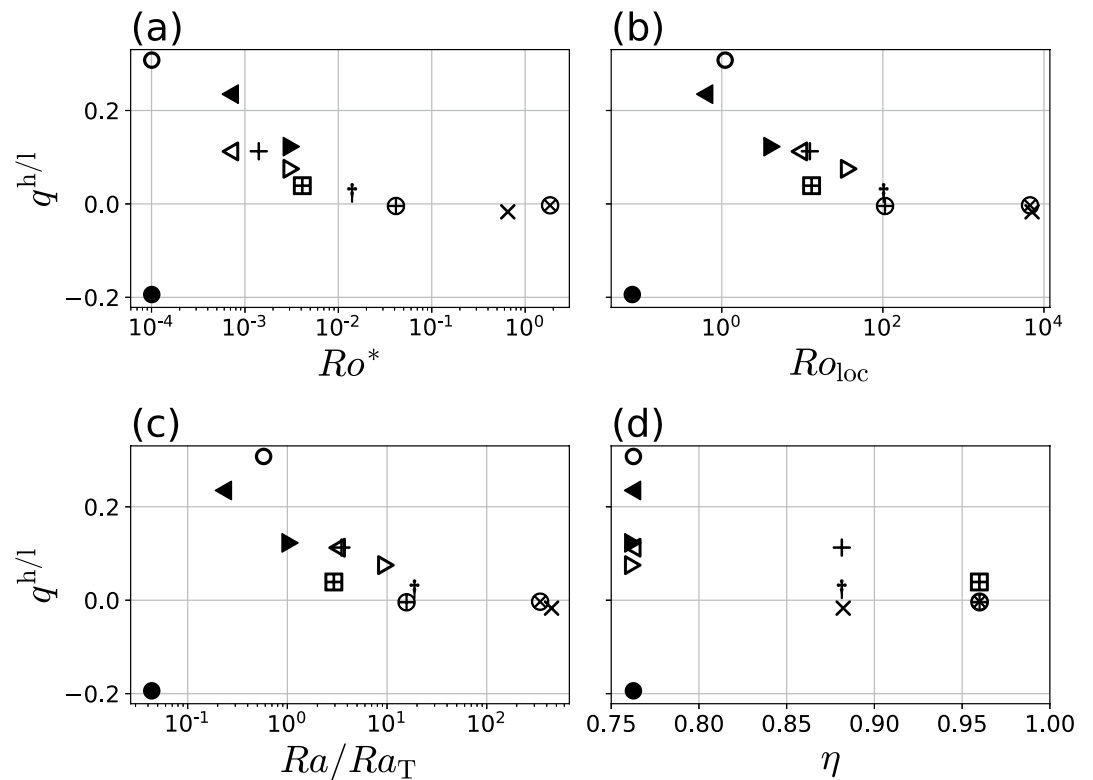 (a)
(b)
q^{h/l}
0.2
0.0
−0.2
10^{-4} 10^{-3} 10^{-2} 10^{-1} 10^{0}
10^{0} 10^{2} 10^{4}
Ro^{*}
Ro_{loc}
(c)
(d)
q^{h/l}
0.2
0.0
−0.2
10^{-1} 10^{0} 10^{1} 10^{2}
0.75 0.80 0.85 0.90 0.95 1.00
Ra/Ra_{T}
η